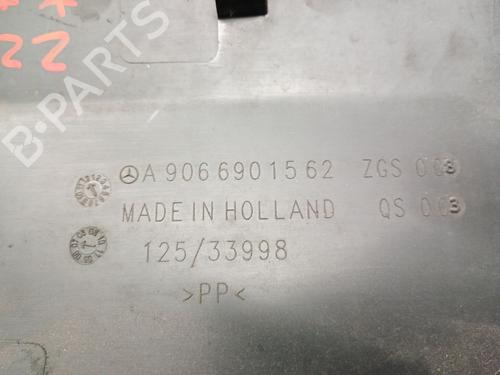 22
A 906 690 15 62 ZGS 003
MADE IN HOLLAND QS 003
125/33998
>PP<
B-PARTS